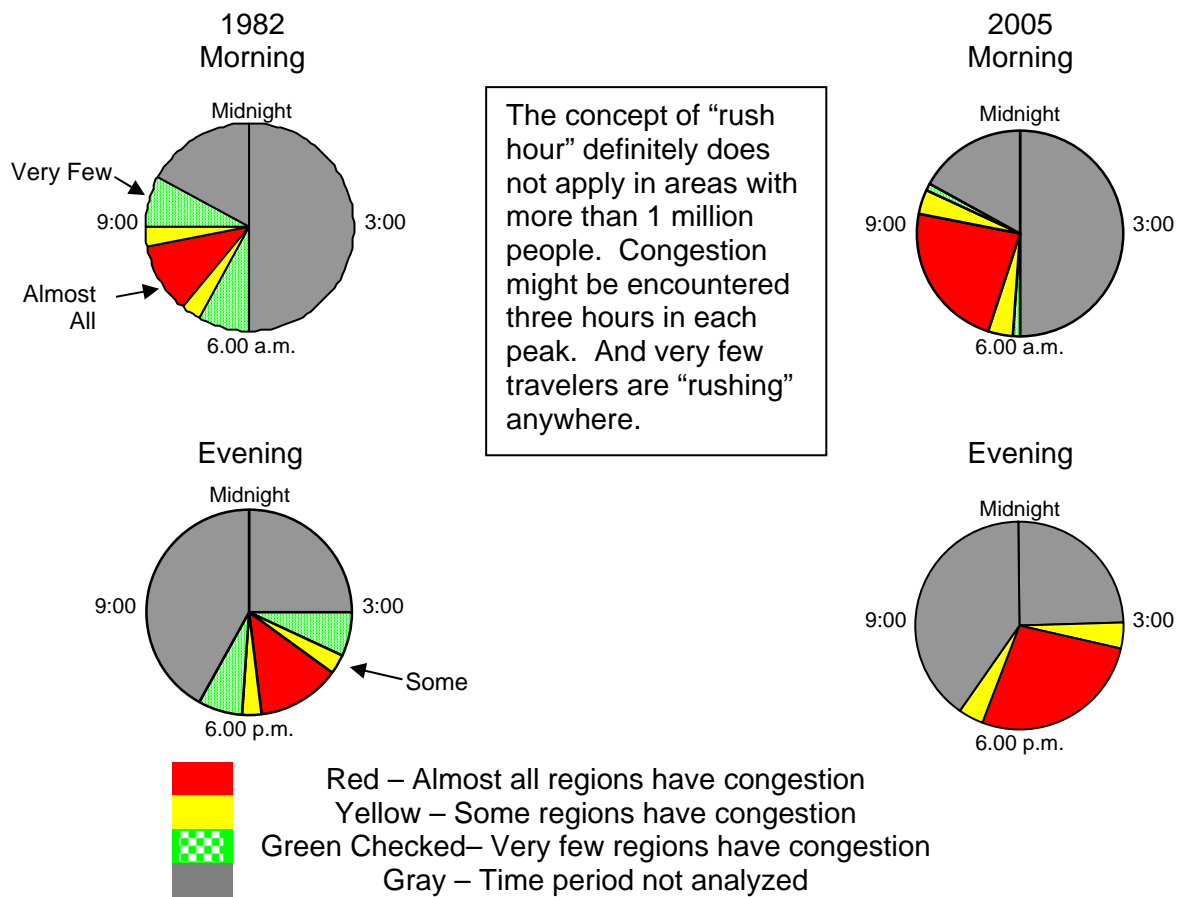 1982
Morning
2005
Morning
Midnight
Very Few
9:00
3:00
Almost
All
6.00 a.m.
The concept of “rush
hour” definitely does
not apply in areas with
more than 1 million
people.  Congestion
might be encountered
three hours in each
peak.  And very few
travelers are “rushing”
anywhere.
Midnight
9:00
3:00
6.00 a.m.
Evening
Midnight
9:00
3:00
Some
6.00 p.m.
Evening
Midnight
9:00
3:00
6.00 p.m.
Red – Almost all regions have congestion
Yellow – Some regions have congestion
Green Checked– Very few regions have congestion
Gray – Time period not analyzed